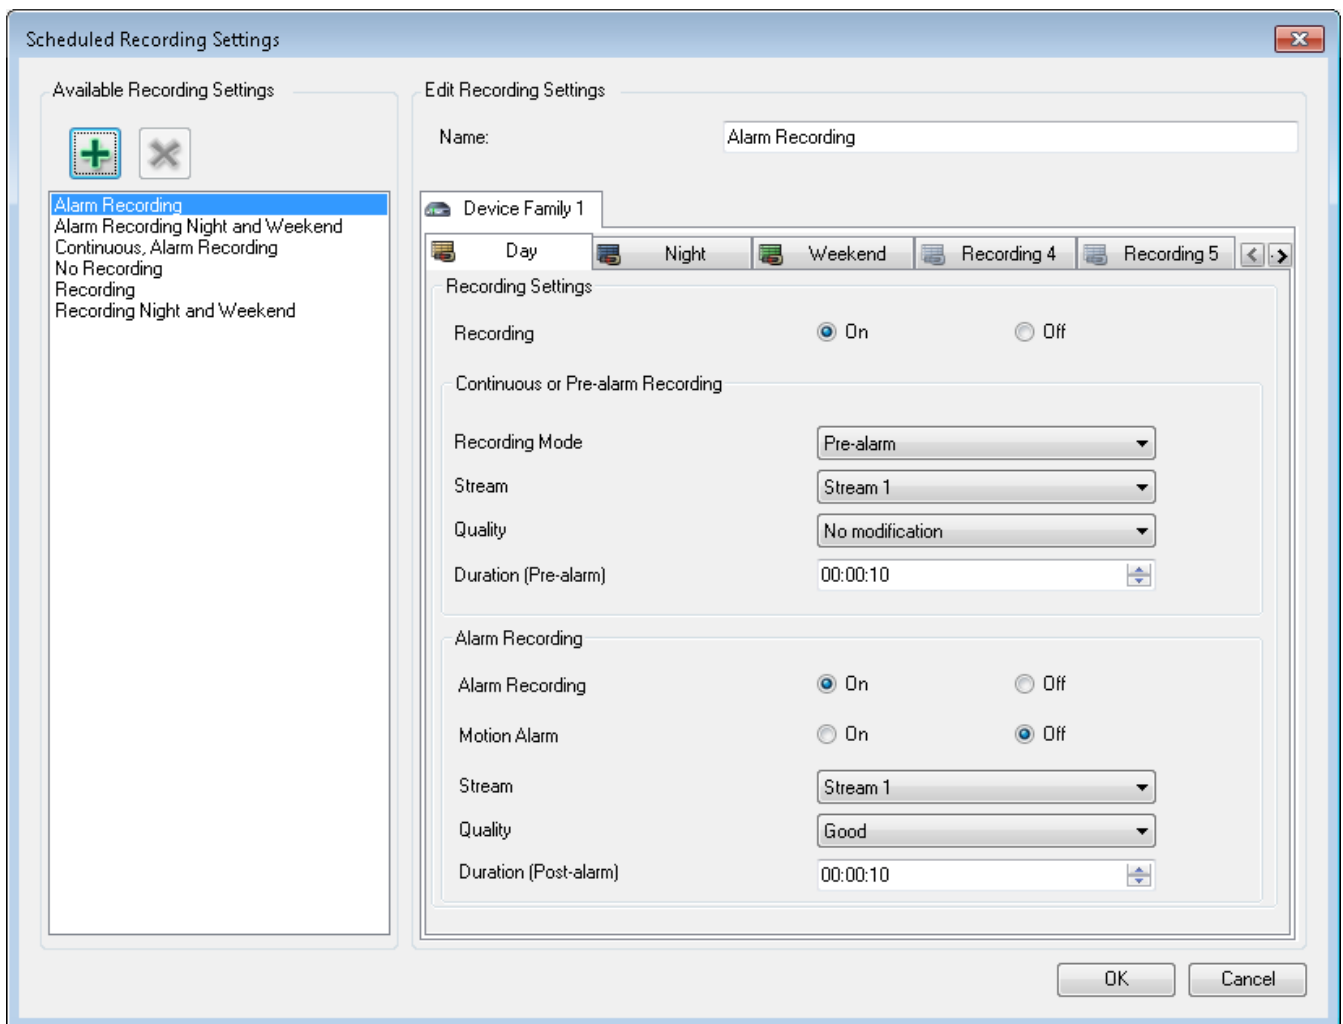 Scheduled Recording Settings
Available Recording Settings
Alarm Recording
Alarm Recording Night and Weekend
Continuous, Alarm Recording
No Recording
Recording
Recording Night and Weekend
Edit Recording Settings
Name: Alarm Recording
Device Family 1
Day Night Weekend Recording 4 Recording 5
Recording Settings
Recording On Off
Continuous or Pre-alarm Recording
Recording Mode Pre-alarm
Stream Stream 1
Quality No modification
Duration (Pre-alarm) 00:00:10
Alarm Recording
Alarm Recording On Off
Motion Alarm On Off
Stream Stream 1
Quality Good
Duration (Post-alarm) 00:00:10
OK Cancel